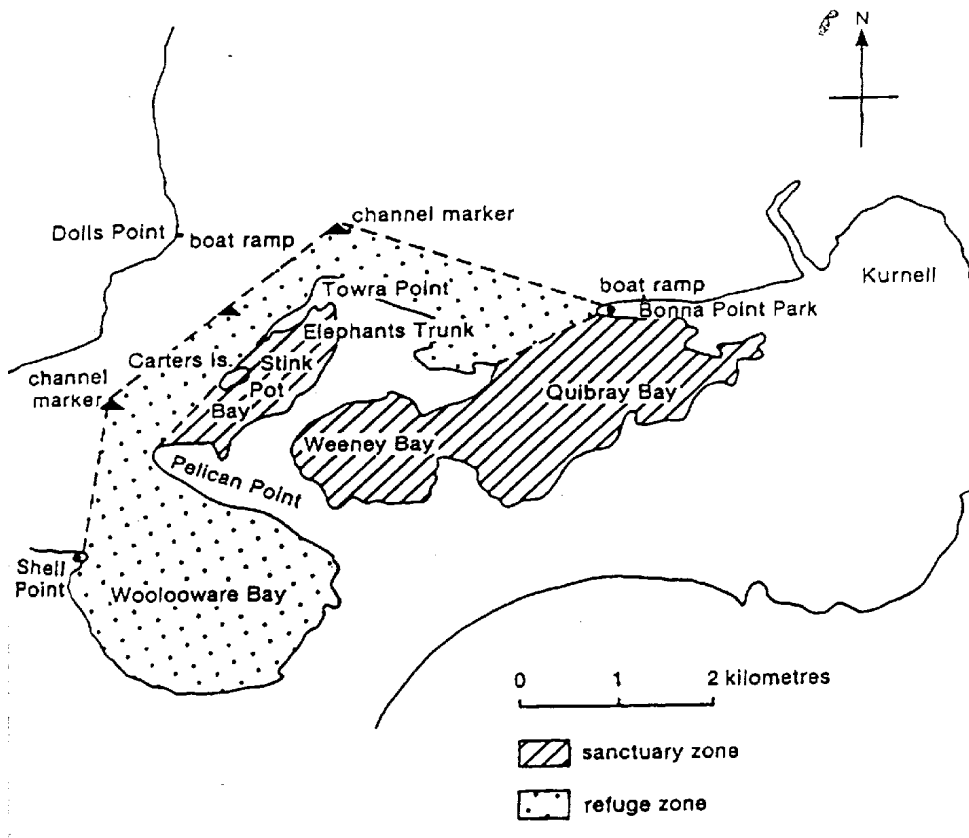 N
channel marker
Dolls Point
boat ramp
Kurnell
boat ramp
Towra Point
Bonna Point Park
Elephants Trunk
Carters Is.
Stink
Pot
Bay
channel
marker
Quibray Bay
Weeney Bay
Pelican Point
Shell
Point
Woolooware Bay
0 1 2 kilometres
sanctuary zone
refuge zone